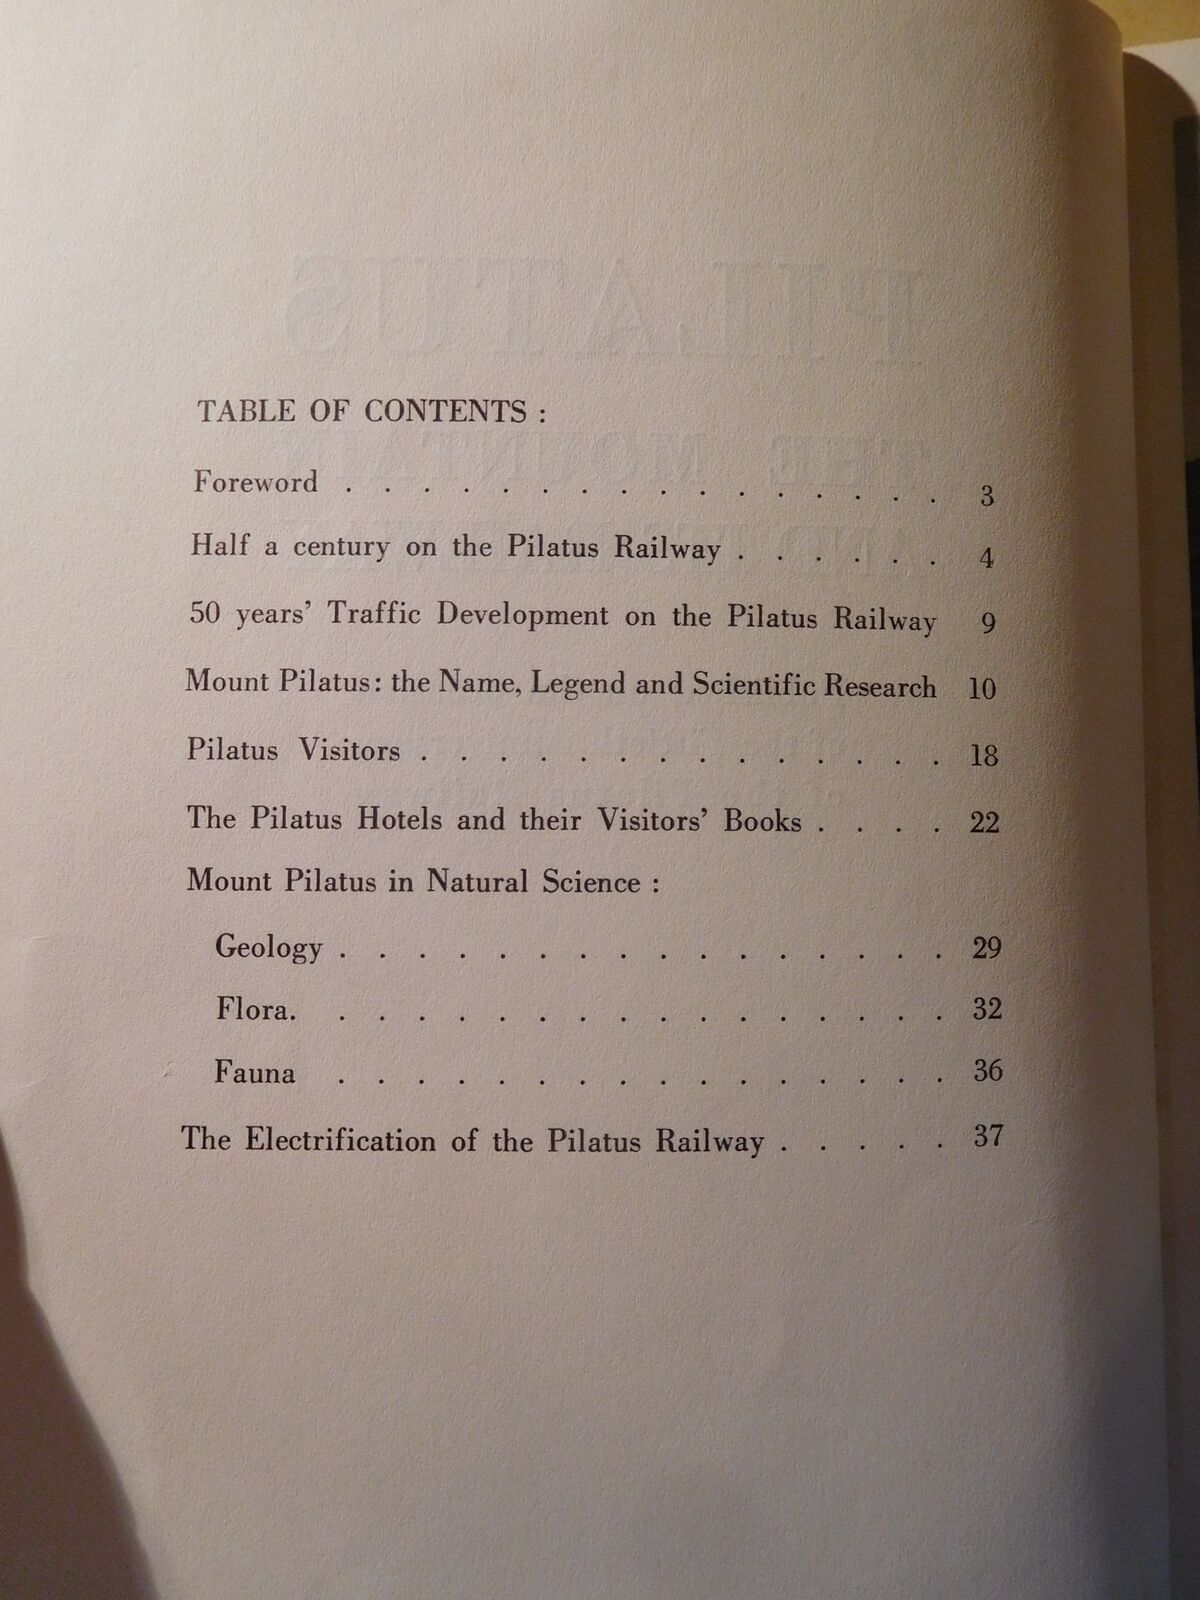 TABLE OF CONTENTS :
Foreword . . . . . . . . . . . . . . . . 3
Half a century on the Pilatus Railway . . . . . . 4
50 years’ Traffic Development on the Pilatus Railway 9
Mount Pilatus: the Name, Legend and Scientific Research 10
Pilatus Visitors . . . . . . . . . . . . . . 18
The Pilatus Hotels and their Visitors’ Books . . . . 22
Mount Pilatus in Natural Science :
Geology . . . . . . . . . . . . . . . . 29
Flora. . . . . . . . . . . . . . . . . 32
Fauna . . . . . . . . . . . . . . . . 36
The Electrification of the Pilatus Railway . . . . . 37